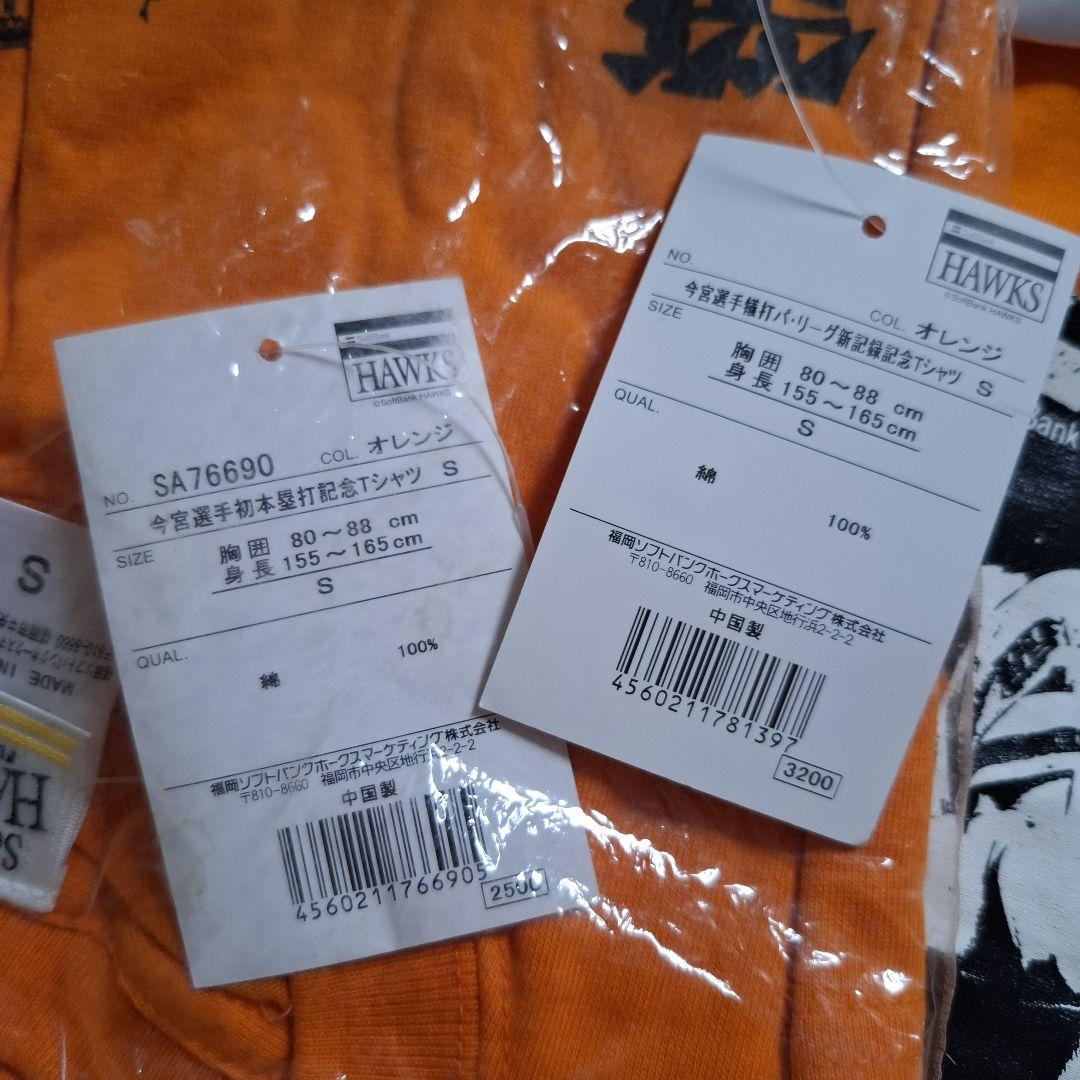 SoftBank
HAWKS
©SoftBank HAWKS
NO. SA76690 COL. オレンジ
今宮選手初本塁打記念Tシャツ S
SIZE 胸囲 80～88 cm
身長 155～165cm
S
QUAL.
綿 100%
福岡ソフトバンクホークスマーケティング株式会社
〒810-8660 福岡市中央区地行浜2-2-2
中国製
4560211766905
2500
SoftBank
HAWKS
©SoftBank HAWKS
NO. COL. オレンジ
今宮選手犠打パ・リーグ新記録記念Tシャツ S
SIZE 胸囲 80～88 cm
身長 155～165cm
S
QUAL.
綿 100%
福岡ソフトバンクホークスマーケティング株式会社
〒810-8660 福岡市中央区地行浜2-2-2
中国製
4560211781397
3200
S
〒810-8660
MADE IN